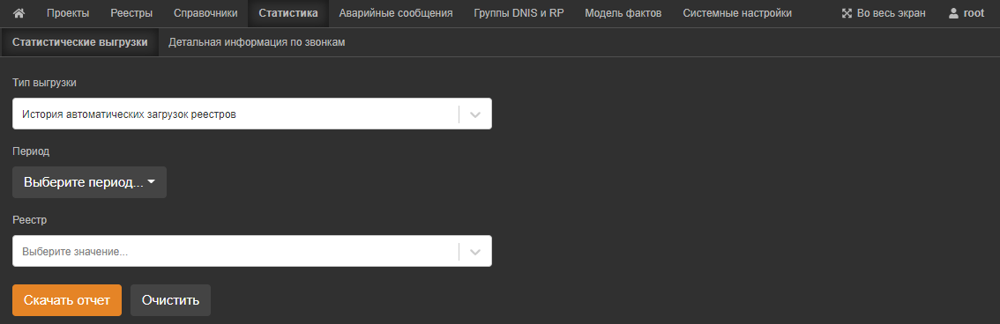 Проекты Реестры Справочники Статистика Аварийные сообщения Группы DNIS и RP Модель фактов Системные настройки Во весь экран root
Статистические выгрузки Детальная информация по звонкам
Тип выгрузки
История автоматических загрузок реестров
Период
Выберите период...
Реестр
Выберите значение...
Скачать отчет Очистить